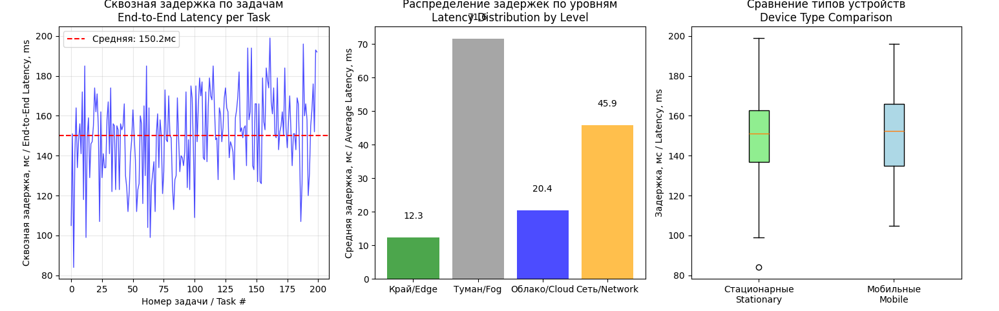 Сквозная задержка по задачам
End-to-End Latency per Task
Сквозная задержка, мс / End-to-End Latency, ms
200
180
160
140
120
100
80
Средняя: 150.2мс
0
25
50
75
100
125
150
175
200
Номер задачи / Task #
Распределение задержек по уровням
Latency Distribution by Level
Средняя задержка, мс / Average Latency, ms
70
60
50
40
30
20
10
0
12.3
71.6
20.4
45.9
Край/Edge
Туман/Fog
Облако/Cloud
Сеть/Network
Сравнение типов устройств
Device Type Comparison
Задержка, мс / Latency, ms
200
180
160
140
120
100
80
Стационарные
Stationary
Мобильные
Mobile